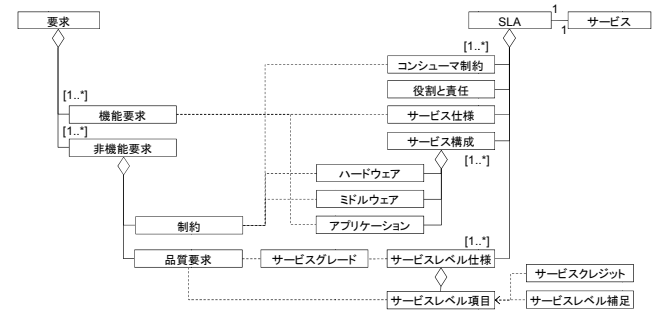 要求
SLA
1
1
サービス
[1..*]
コンシューマ制約
役割と責任
[1..*]
機能要求
サービス仕様
[1..*]
非機能要求
サービス構成
[1..*]
ハードウェア
ミドルウェア
制約
アプリケーション
[1..*]
品質要求
サービスグレード
サービスレベル仕様
サービスクレジット
サービスレベル項目
サービスレベル補足